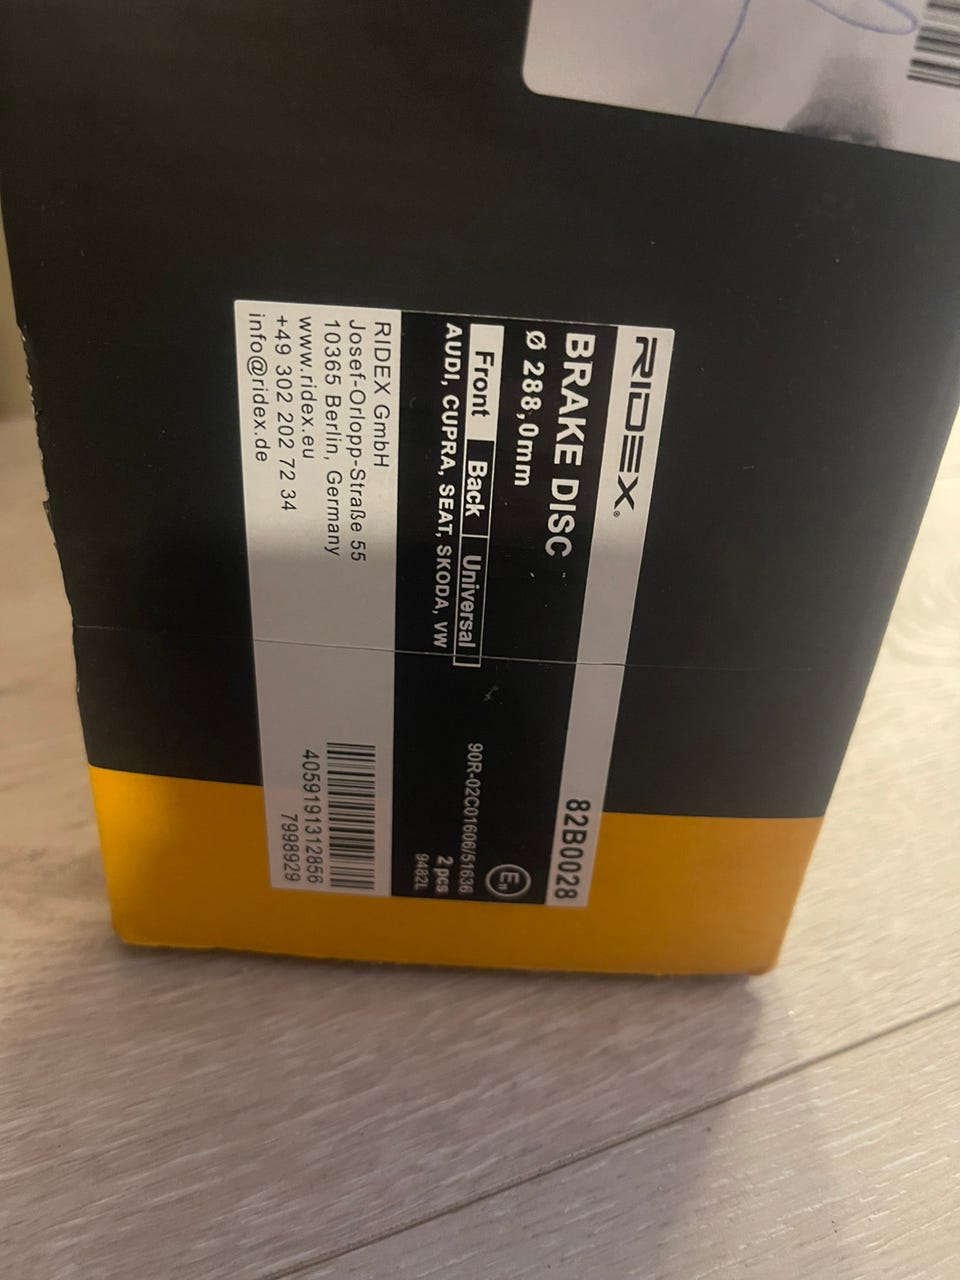 RIDEX®
82B0028
BRAKE DISC
Ø 288,0mm
Front Back Universal
AUDI, CUPRA, SEAT, SKODA, VW
90R-02C01606/51636
2 pcs
9482L
RIDEX GmbH
Josef-Orlopp-Straße 55
10365 Berlin, Germany
www.ridex.eu
+49 302 202 72 34
info@ridex.de
4059191312856
7998929